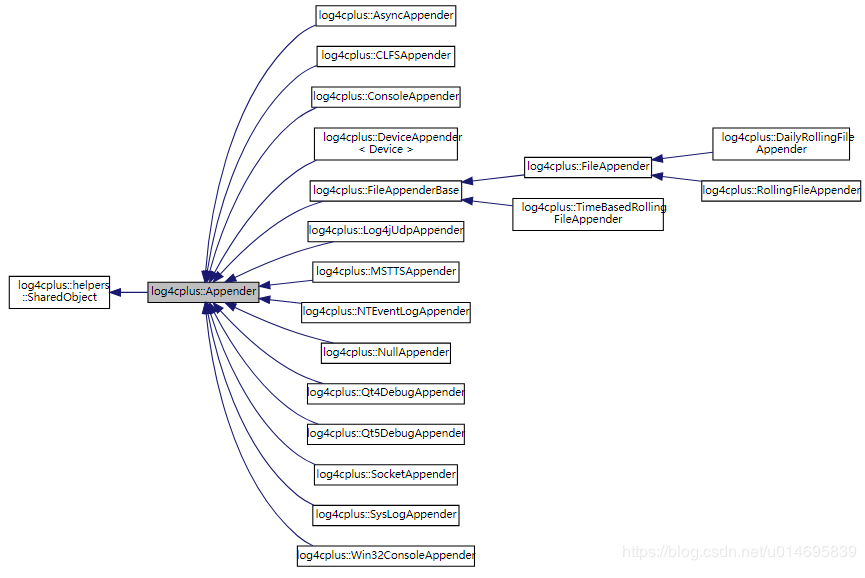 log4cplus::AsyncAppender
log4cplus::CLFSAppender
log4cplus::ConsoleAppender
log4cplus::DeviceAppender
< Device >
log4cplus::FileAppenderBase
log4cplus::FileAppender
log4cplus::DailyRollingFile
Appender
log4cplus::RollingFileAppender
log4cplus::TimeBasedRolling
FileAppender
log4cplus::Log4jUdpAppender
log4cplus::MSTTSAppender
log4cplus::helpers
::SharedObject
log4cplus::Appender
log4cplus::NTEventLogAppender
log4cplus::NullAppender
log4cplus::Qt4DebugAppender
log4cplus::Qt5DebugAppender
log4cplus::SocketAppender
log4cplus::SysLogAppender
log4cplus::Win32ConsoleAppender
https://blog.csdn.net/u014695839